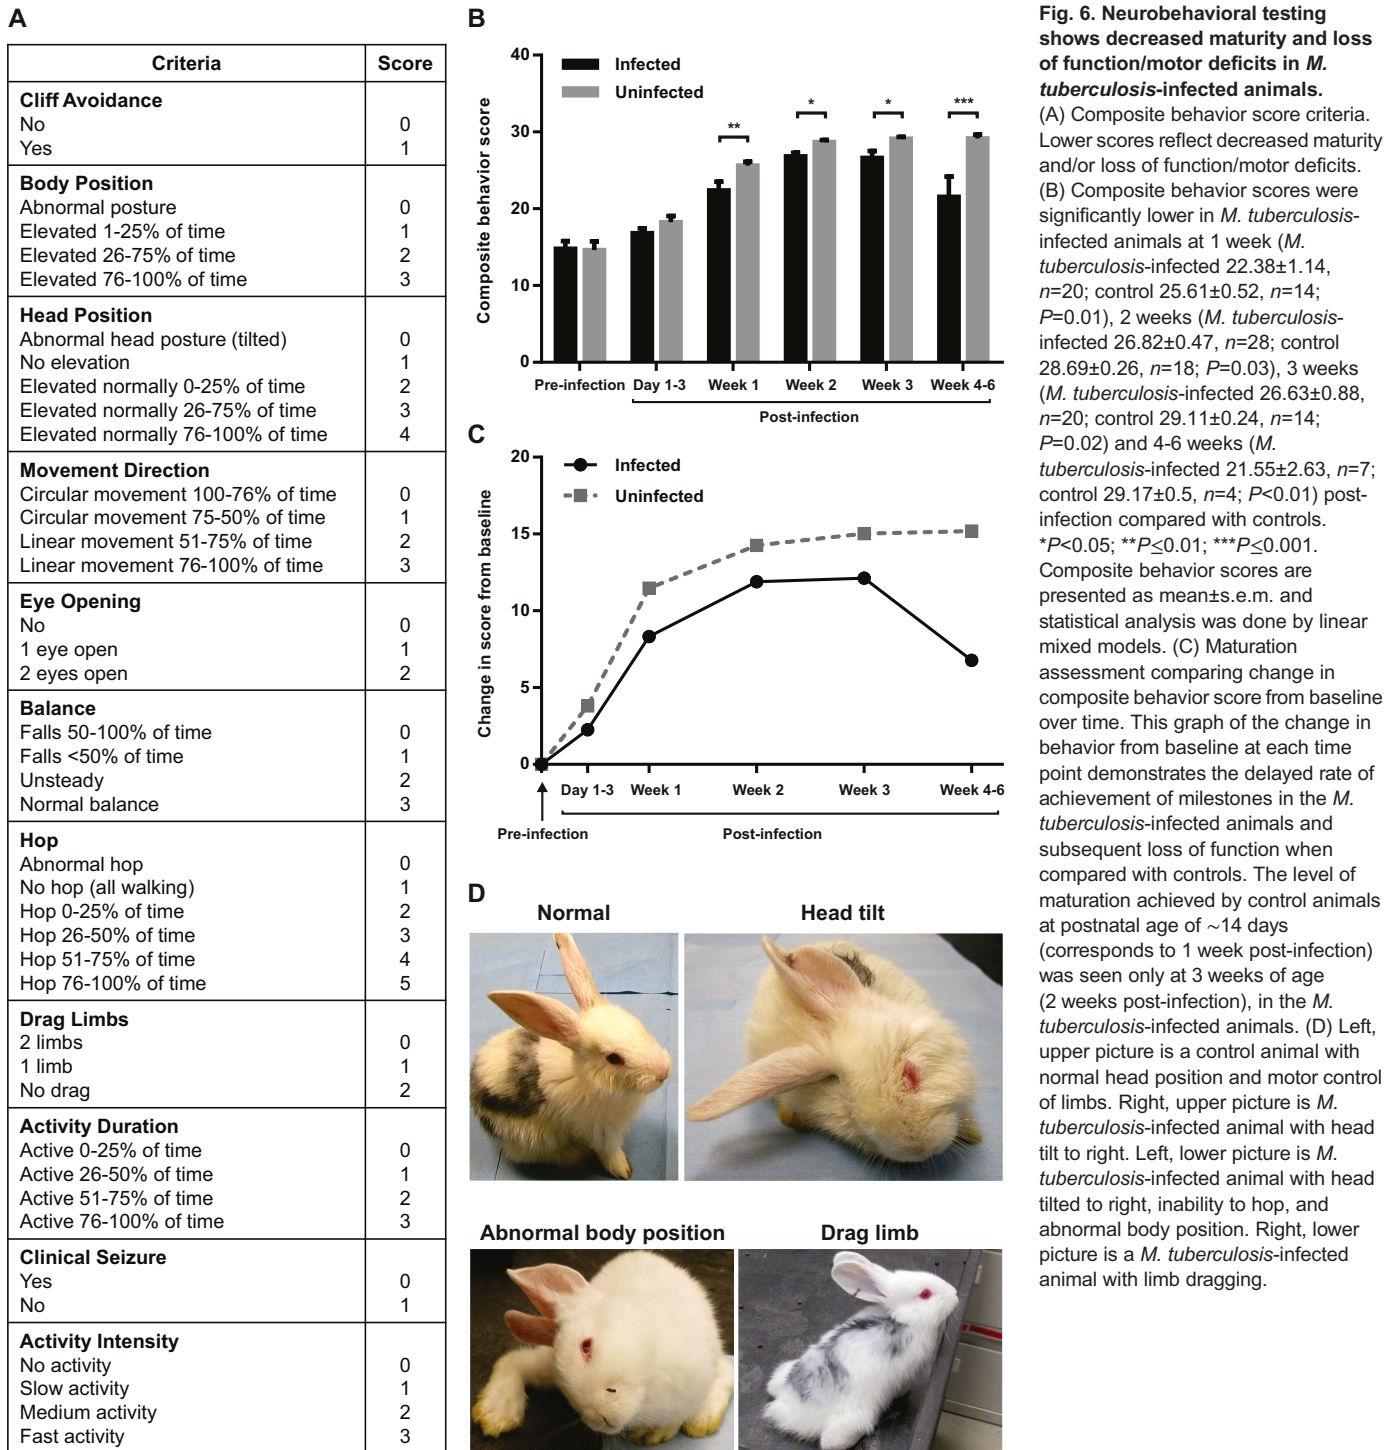 A
Criteria Score
Cliff Avoidance
No 0
Yes 1
Body Position
Abnormal posture 0
Elevated 1-25% of time 1
Elevated 26-75% of time 2
Elevated 76-100% of time 3
Head Position
Abnormal head posture (tilted) 0
No elevation 1
Elevated normally 0-25% of time 2
Elevated normally 26-75% of time 3
Elevated normally 76-100% of time 4
Movement Direction
Circular movement 100-76% of time 0
Circular movement 75-50% of time 1
Linear movement 51-75% of time 2
Linear movement 76-100% of time 3
Eye Opening
No 0
1 eye open 1
2 eyes open 2
Balance
Falls 50-100% of time 0
Falls <50% of time 1
Unsteady 2
Normal balance 3
Hop
Abnormal hop 0
No hop (all walking) 1
Hop 0-25% of time 2
Hop 26-50% of time 3
Hop 51-75% of time 4
Hop 76-100% of time 5
Drag Limbs
2 limbs 0
1 limb 1
No drag 2
Activity Duration
Active 0-25% of time 0
Active 26-50% of time 1
Active 51-75% of time 2
Active 76-100% of time 3
Clinical Seizure
Yes 0
No 1
Activity Intensity
No activity 0
Slow activity 1
Medium activity 2
Fast activity 3
B
Composite behavior score
40
30
20
10
0
Infected
Uninfected
**
*
*
***
Pre-infection Day 1-3 Week 1 Week 2 Week 3 Week 4-6
Post-infection
C
Change in score from baseline
20
15
10
5
0
Infected
Uninfected
Day 1-3 Week 1 Week 2 Week 3 Week 4-6
Pre-infection Post-infection
D
Normal Head tilt
Abnormal body position Drag limb
Fig. 6. Neurobehavioral testing
shows decreased maturity and loss
of function/motor deficits in M.
tuberculosis-infected animals.
(A) Composite behavior score criteria.
Lower scores reflect decreased maturity
and/or loss of function/motor deficits.
(B) Composite behavior scores were
significantly lower in M. tuberculosis-
infected animals at 1 week (M.
tuberculosis-infected 22.38±1.14,
n=20; control 25.61±0.52, n=14;
P=0.01), 2 weeks (M. tuberculosis-
infected 26.82±0.47, n=28; control
28.69±0.26, n=18; P=0.03), 3 weeks
(M. tuberculosis-infected 26.63±0.88,
n=20; control 29.11±0.24, n=14;
P=0.02) and 4-6 weeks (M.
tuberculosis-infected 21.55±2.63, n=7;
control 29.17±0.5, n=4; P<0.01) post-
infection compared with controls.
*P<0.05; **P≤0.01; ***P≤0.001.
Composite behavior scores are
presented as mean±s.e.m. and
statistical analysis was done by linear
mixed models. (C) Maturation
assessment comparing change in
composite behavior score from baseline
over time. This graph of the change in
behavior from baseline at each time
point demonstrates the delayed rate of
achievement of milestones in the M.
tuberculosis-infected animals and
subsequent loss of function when
compared with controls. The level of
maturation achieved by control animals
at postnatal age of ~14 days
(corresponds to 1 week post-infection)
was seen only at 3 weeks of age
(2 weeks post-infection), in the M.
tuberculosis-infected animals. (D) Left,
upper picture is a control animal with
normal head position and motor control
of limbs. Right, upper picture is M.
tuberculosis-infected animal with head
tilt to right. Left, lower picture is M.
tuberculosis-infected animal with head
tilted to right, inability to hop, and
abnormal body position. Right, lower
picture is a M. tuberculosis-infected
animal with limb dragging.